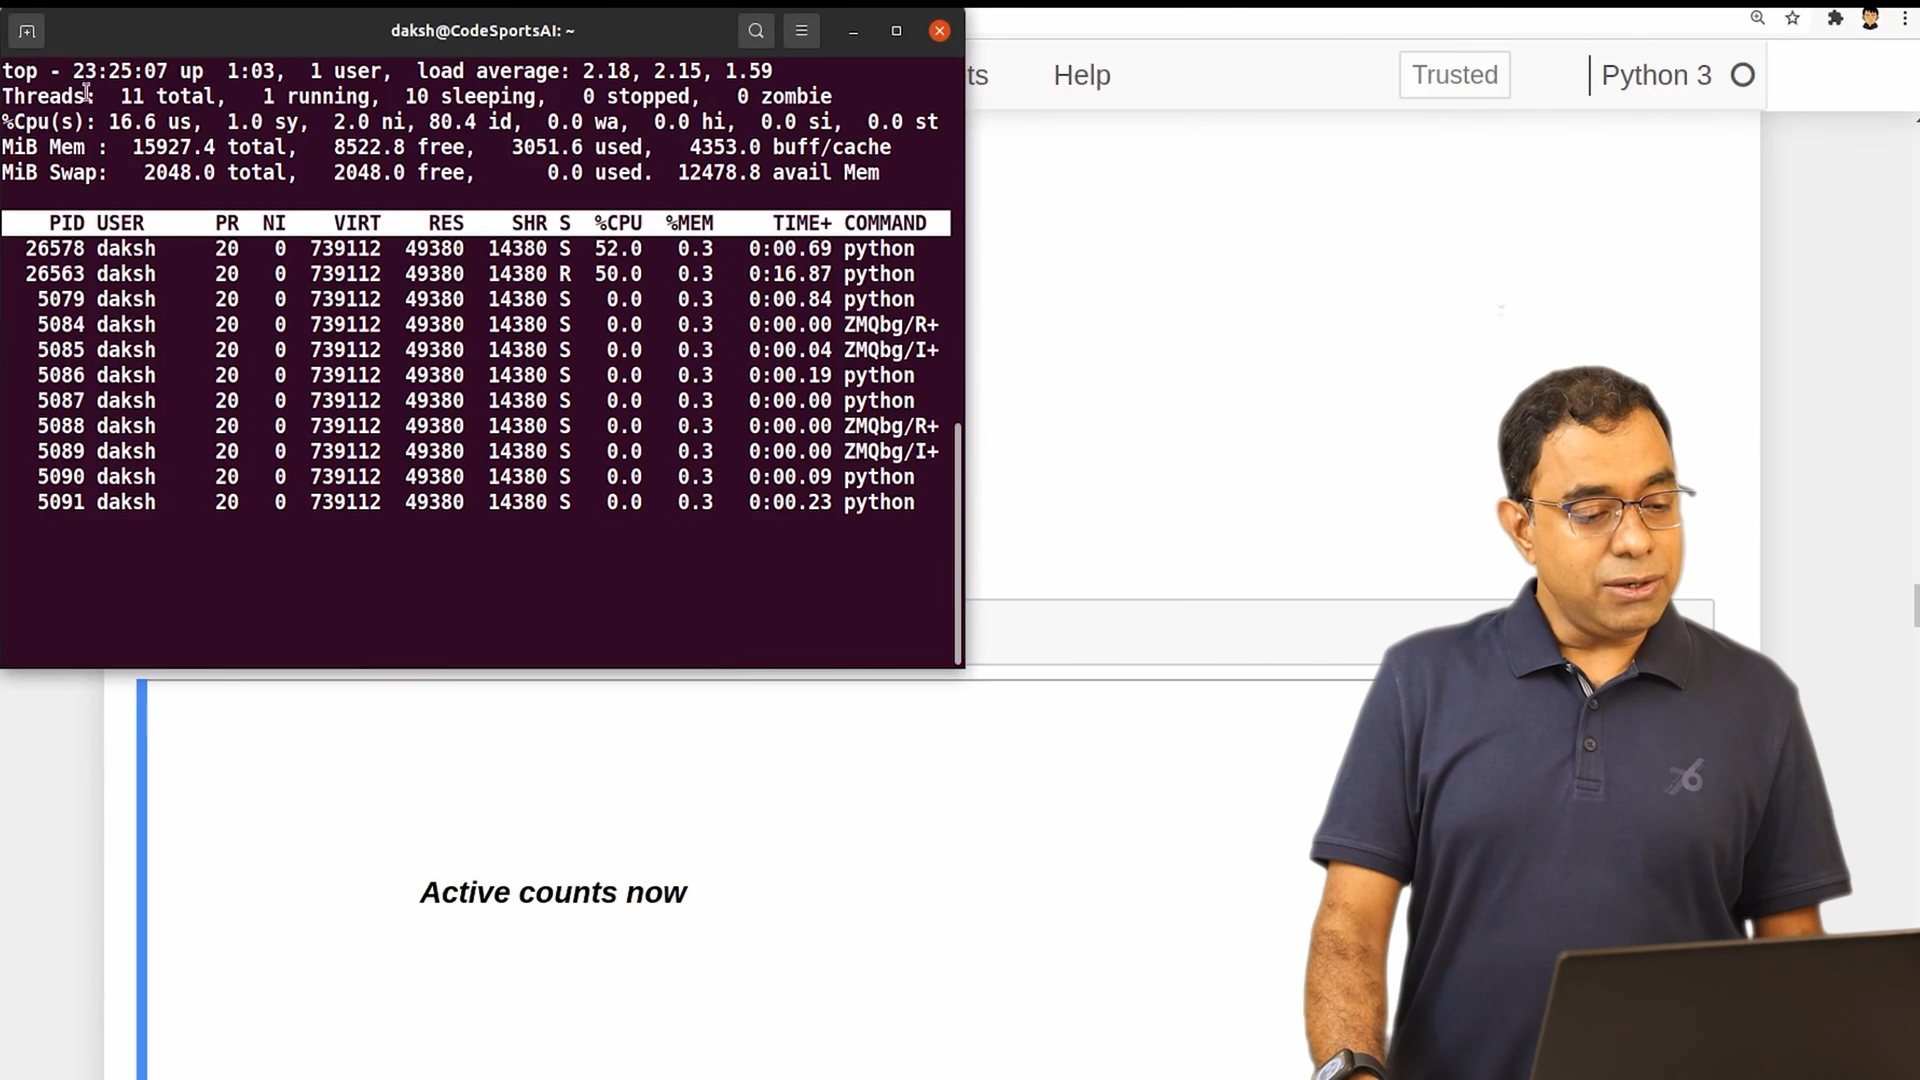 daksh@CodeSportsAI: ~
top - 23:25:07 up  1:03,  1 user,  load average: 2.18, 2.15, 1.59
Threads:  11 total,   1 running,  10 sleeping,   0 stopped,   0 zombie
%Cpu(s): 16.6 us,  1.0 sy,  2.0 ni, 80.4 id,  0.0 wa,  0.0 hi,  0.0 si,  0.0 st
MiB Mem :  15927.4 total,   8522.8 free,   3051.6 used,   4353.0 buff/cache
MiB Swap:   2048.0 total,   2048.0 free,      0.0 used.  12478.8 avail Mem
PID USER PR NI VIRT RES SHR S %CPU %MEM TIME+ COMMAND
26578 daksh 20 0 739112 49380 14380 S 52.0 0.3 0:00.69 python
26563 daksh 20 0 739112 49380 14380 R 50.0 0.3 0:16.87 python
5079 daksh 20 0 739112 49380 14380 S 0.0 0.3 0:00.84 python
5084 daksh 20 0 739112 49380 14380 S 0.0 0.3 0:00.00 ZMQbg/R+
5085 daksh 20 0 739112 49380 14380 S 0.0 0.3 0:00.04 ZMQbg/I+
5086 daksh 20 0 739112 49380 14380 S 0.0 0.3 0:00.19 python
5087 daksh 20 0 739112 49380 14380 S 0.0 0.3 0:00.00 python
5088 daksh 20 0 739112 49380 14380 S 0.0 0.3 0:00.00 ZMQbg/R+
5089 daksh 20 0 739112 49380 14380 S 0.0 0.3 0:00.00 ZMQbg/I+
5090 daksh 20 0 739112 49380 14380 S 0.0 0.3 0:00.09 python
5091 daksh 20 0 739112 49380 14380 S 0.0 0.3 0:00.23 python
ts Help Trusted Python 3
Active counts now
76